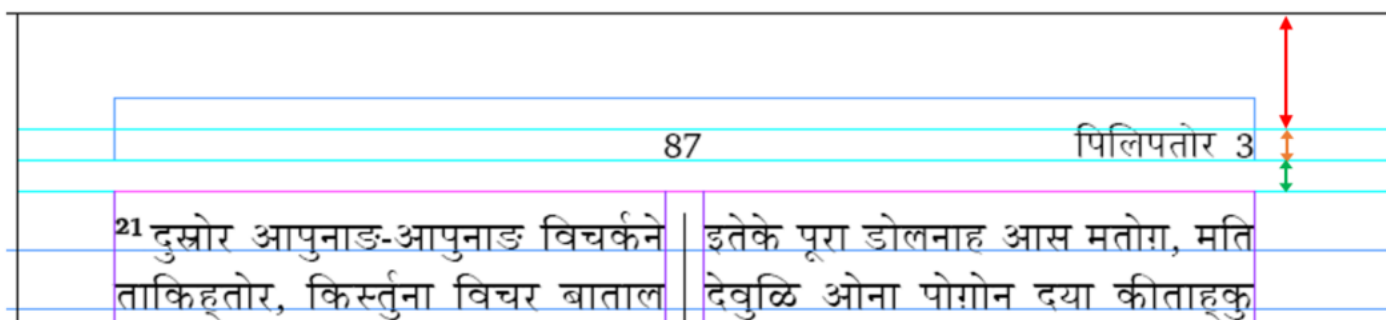 87 पिलिपतोर 3
21 दुस्रोर आपुनाङ-आपुनाङ विचर्कने
ताकिह्तोर, किर्स्तुना विचर बाताल
इतेके पूरा डोलनाह आस मतोग़, मति
देवुळि ओना पोग़ोन दया कीताह्कु